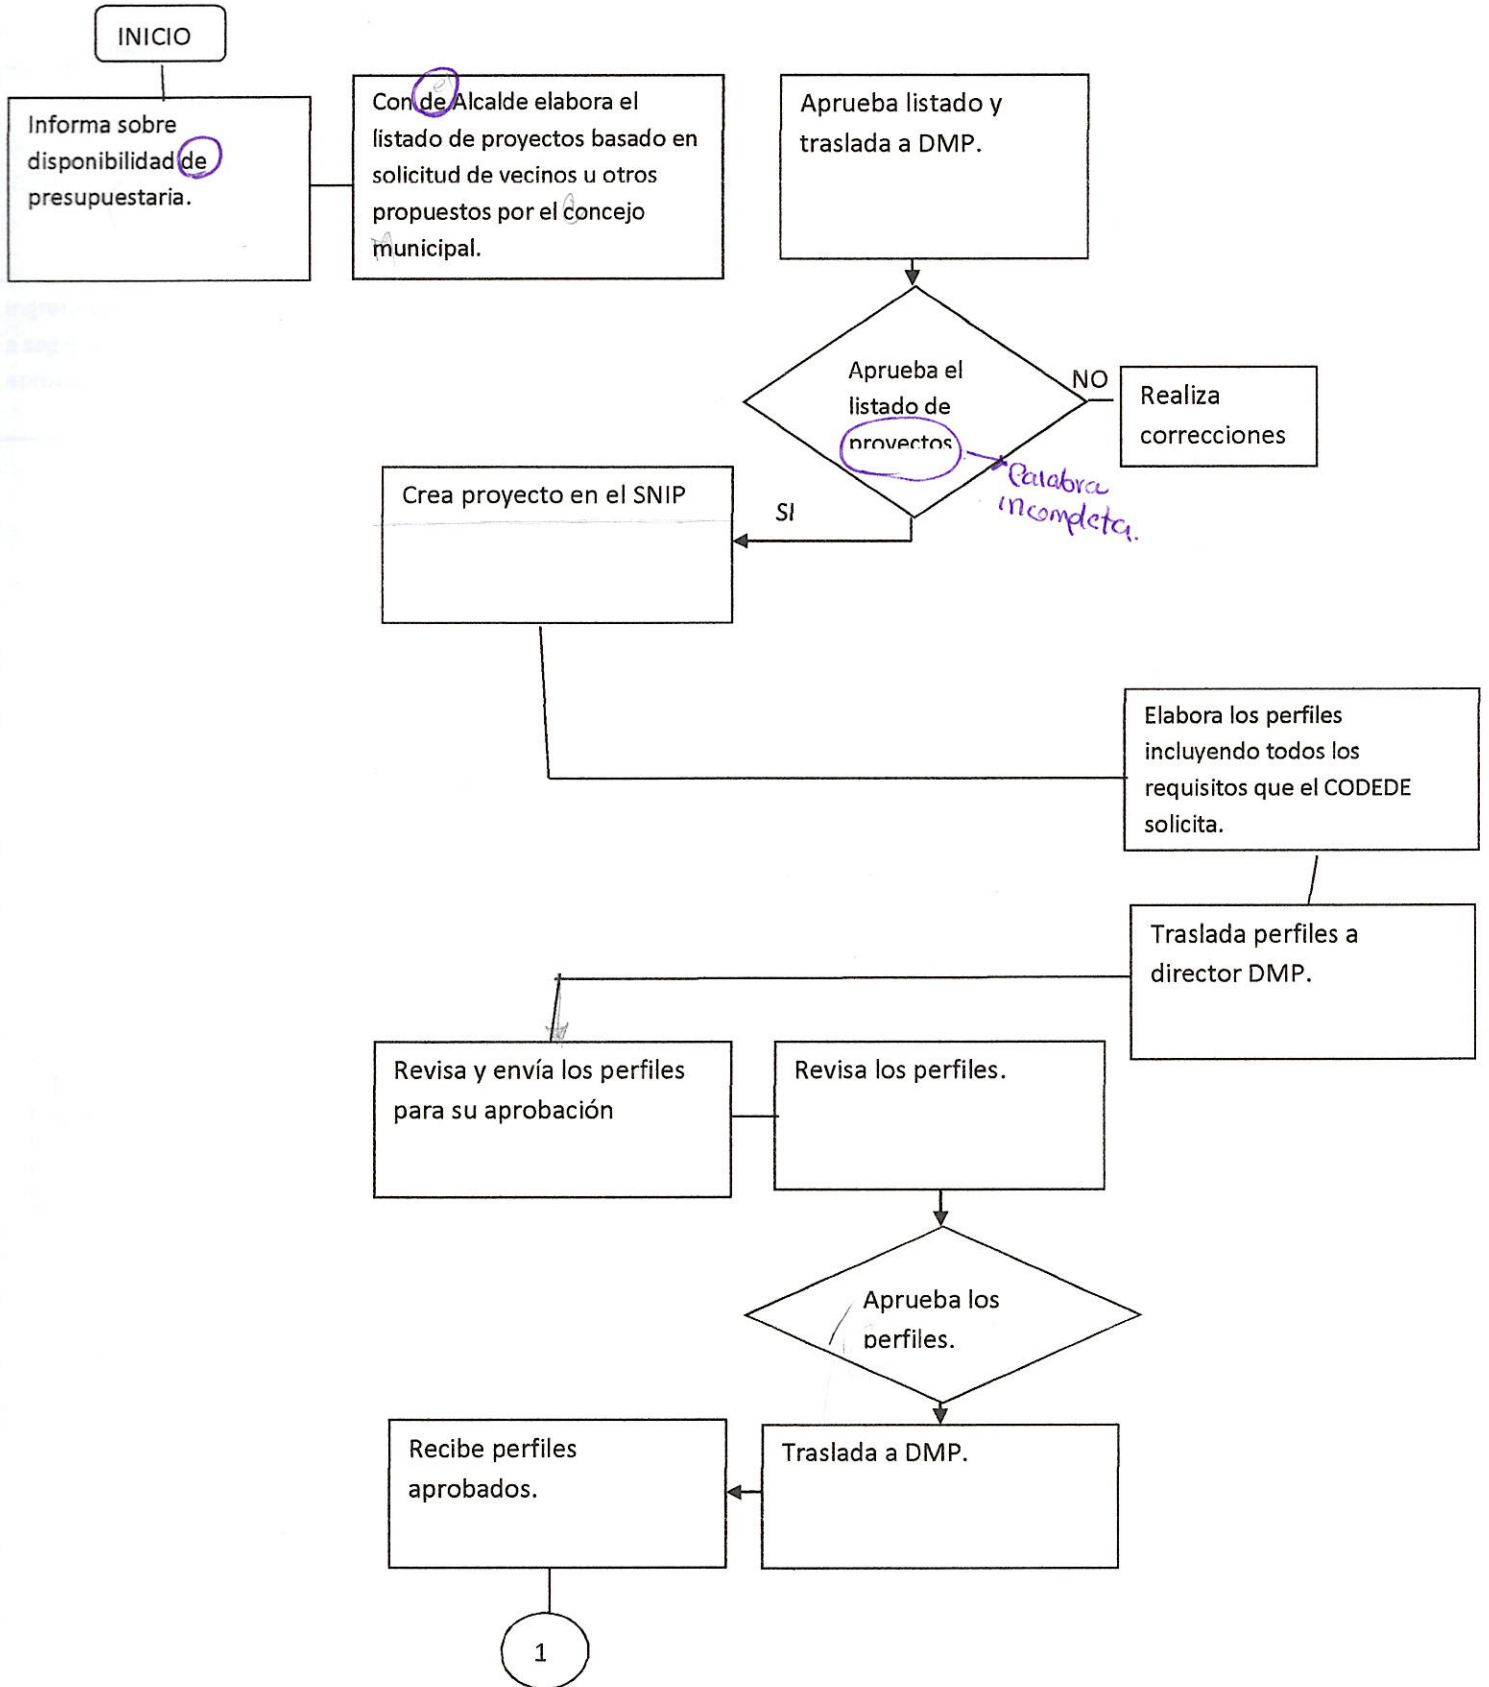 INICIO
Informa sobre
disponibilidad de
presupuestaria.
el
Con de Alcalde elabora el
listado de proyectos basado en
solicitud de vecinos u otros
propuestos por el concejo
municipal.
Aprueba listado y
traslada a DMP.
Aprueba el
listado de
proyectos
NO
Realiza
correcciones
Palabra
incompleta.
SI
Crea proyecto en el SNIP
Elabora los perfiles
incluyendo todos los
requisitos que el CODEDE
solicita.
Traslada perfiles a
director DMP.
Revisa y envía los perfiles
para su aprobación
Revisa los perfiles.
Aprueba los
perfiles.
Recibe perfiles
aprobados.
Traslada a DMP.
1